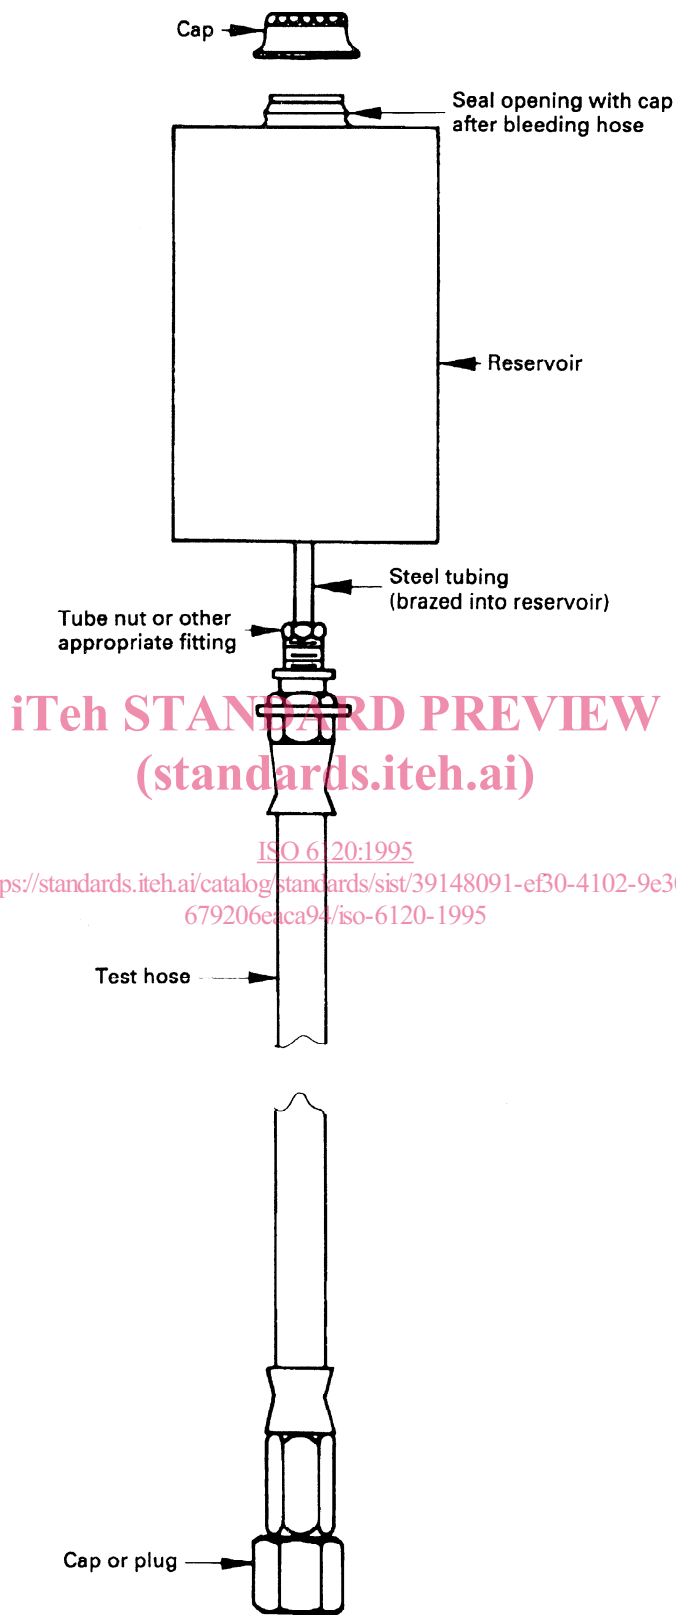 Cap
Seal opening with cap
after bleeding hose
Reservoir
Steel tubing
(brazed into reservoir)
Tube nut or other
appropriate fitting
iTeh STANDARD PREVIEW
(standards.iteh.ai)
ISO 6120:1995
ps://standards.iteh.ai/catalog/standards/sist/39148091-ef30-4102-9e3
679206eaca94/iso-6120-1995
Test hose
Cap or plug